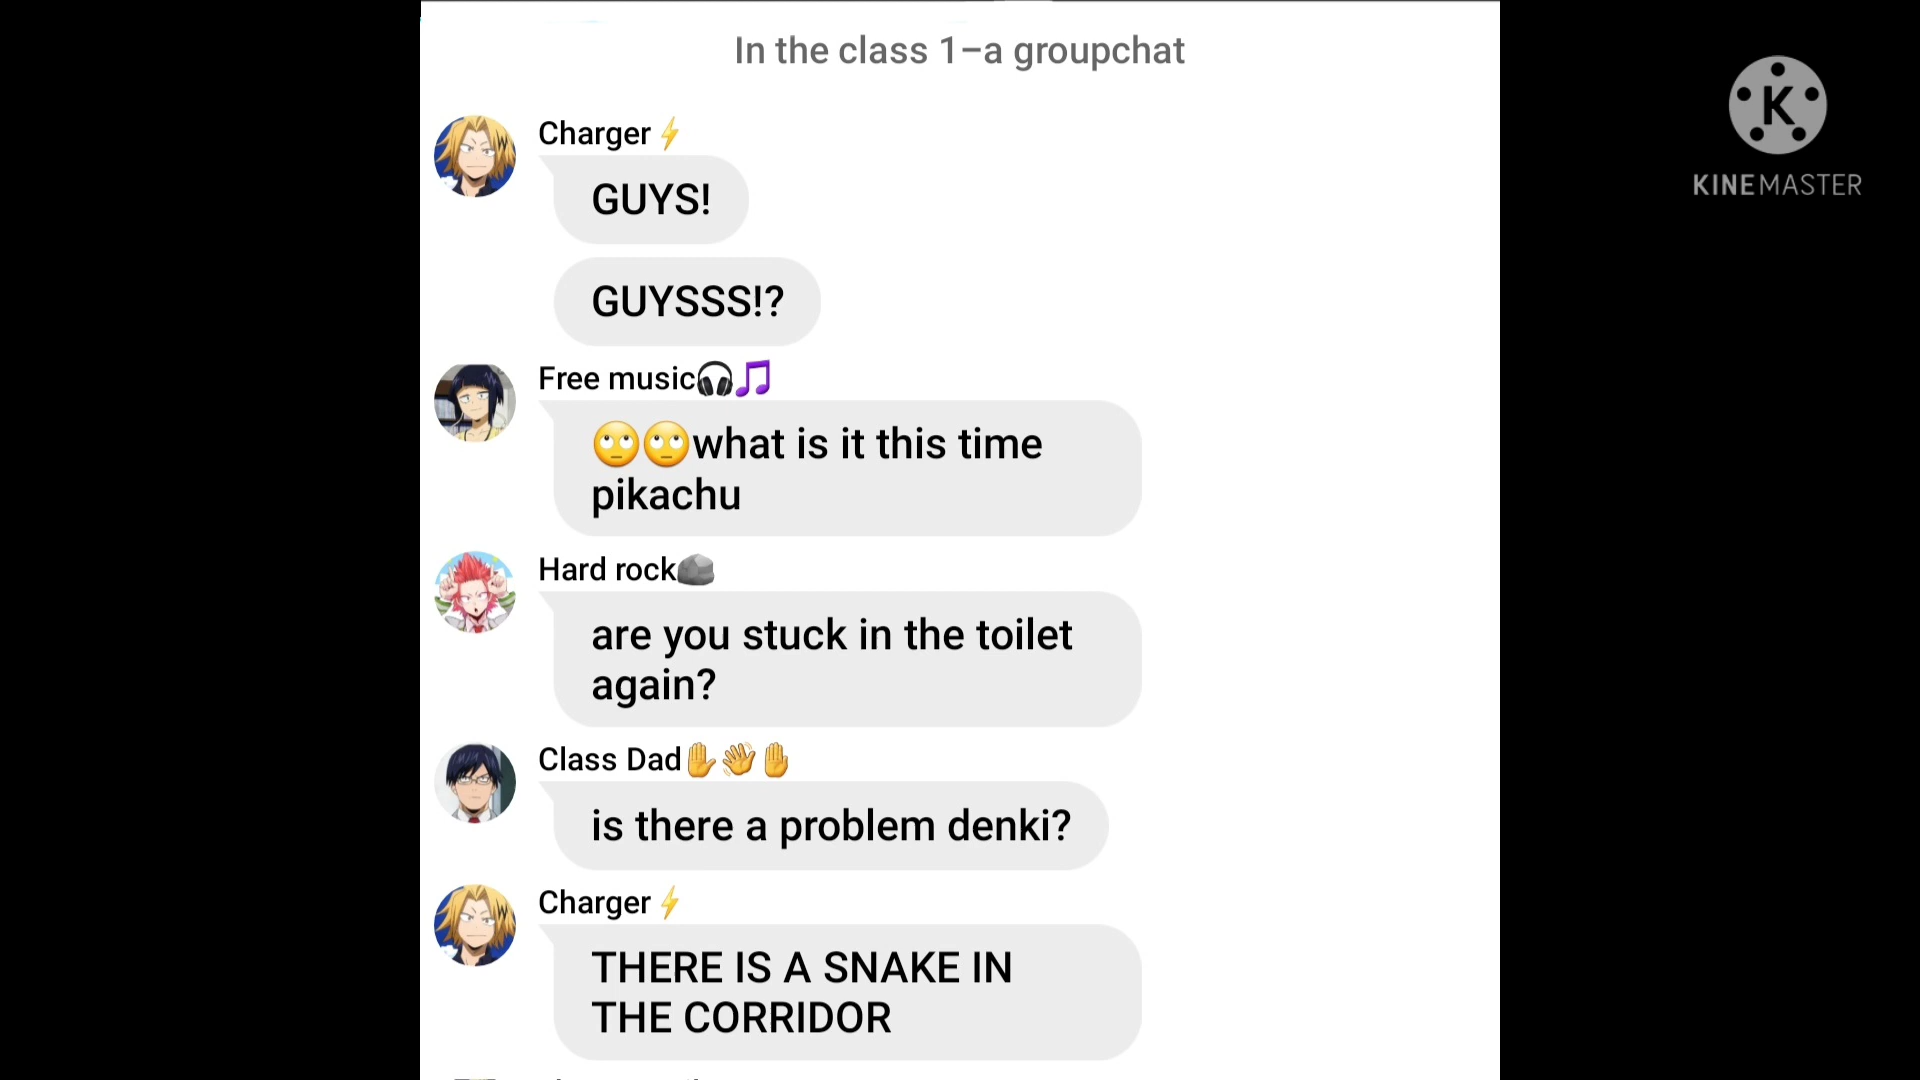 In the class 1–a groupchat
Charger⚡
GUYS!
GUYSSS!?
Free music🎧🎵
🙄🙄what is it this time
pikachu
Hard rock🪨
are you stuck in the toilet
again?
Class Dad✋👋🤚
is there a problem denki?
Charger⚡
THERE IS A SNAKE IN
THE CORRIDOR
K
KINEMASTER